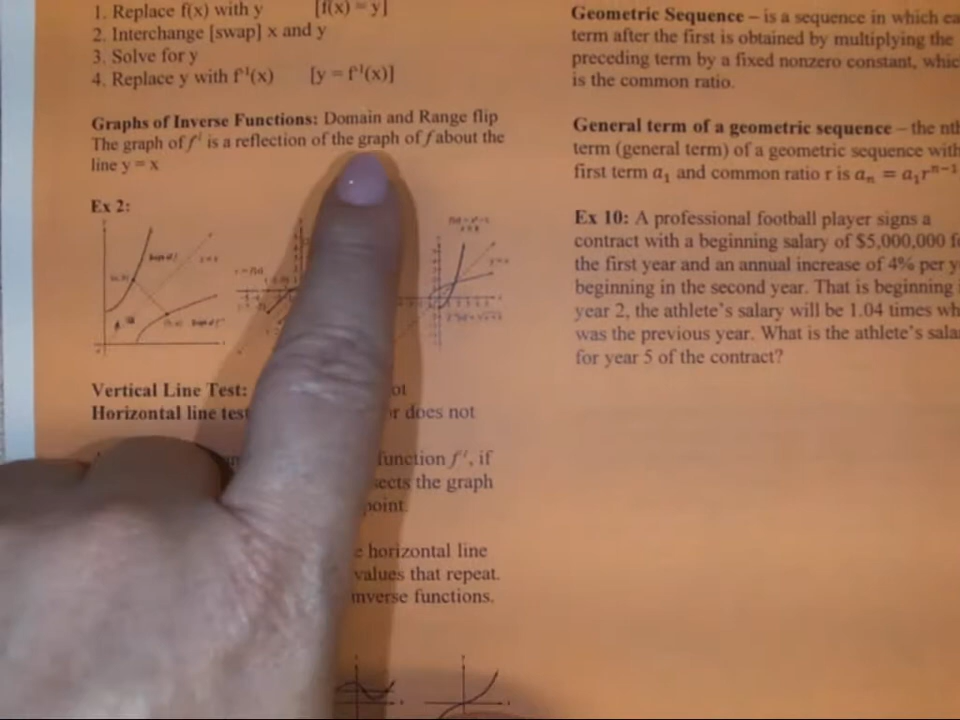 1. Replace f(x) with y [f(x) = y]
2. Interchange [swap] x and y
3. Solve for y
4. Replace y with f⁻¹(x) [y = f⁻¹(x)]
Graphs of Inverse Functions: Domain and Range flip
The graph of f⁻¹ is a reflection of the graph of f about the
line y = x
Ex 2:
Vertical Line Test:
Horizontal line test
r does not
function f⁻¹, if
the graph
point.
horizontal line
values that repeat.
inverse functions.
Geometric Sequence – is a sequence in which ea
term after the first is obtained by multiplying the
preceding term by a fixed nonzero constant, whic
is the common ratio.
General term of a geometric sequence – the nth
term (general term) of a geometric sequence with
first term a₁ and common ratio r is aₙ = a₁rⁿ⁻¹
Ex 10: A professional football player signs a
contract with a beginning salary of $5,000,000 f
the first year and an annual increase of 4% per y
beginning in the second year. That is beginning
year 2, the athlete's salary will be 1.04 times wh
was the previous year. What is the athlete's sala
for year 5 of the contract?